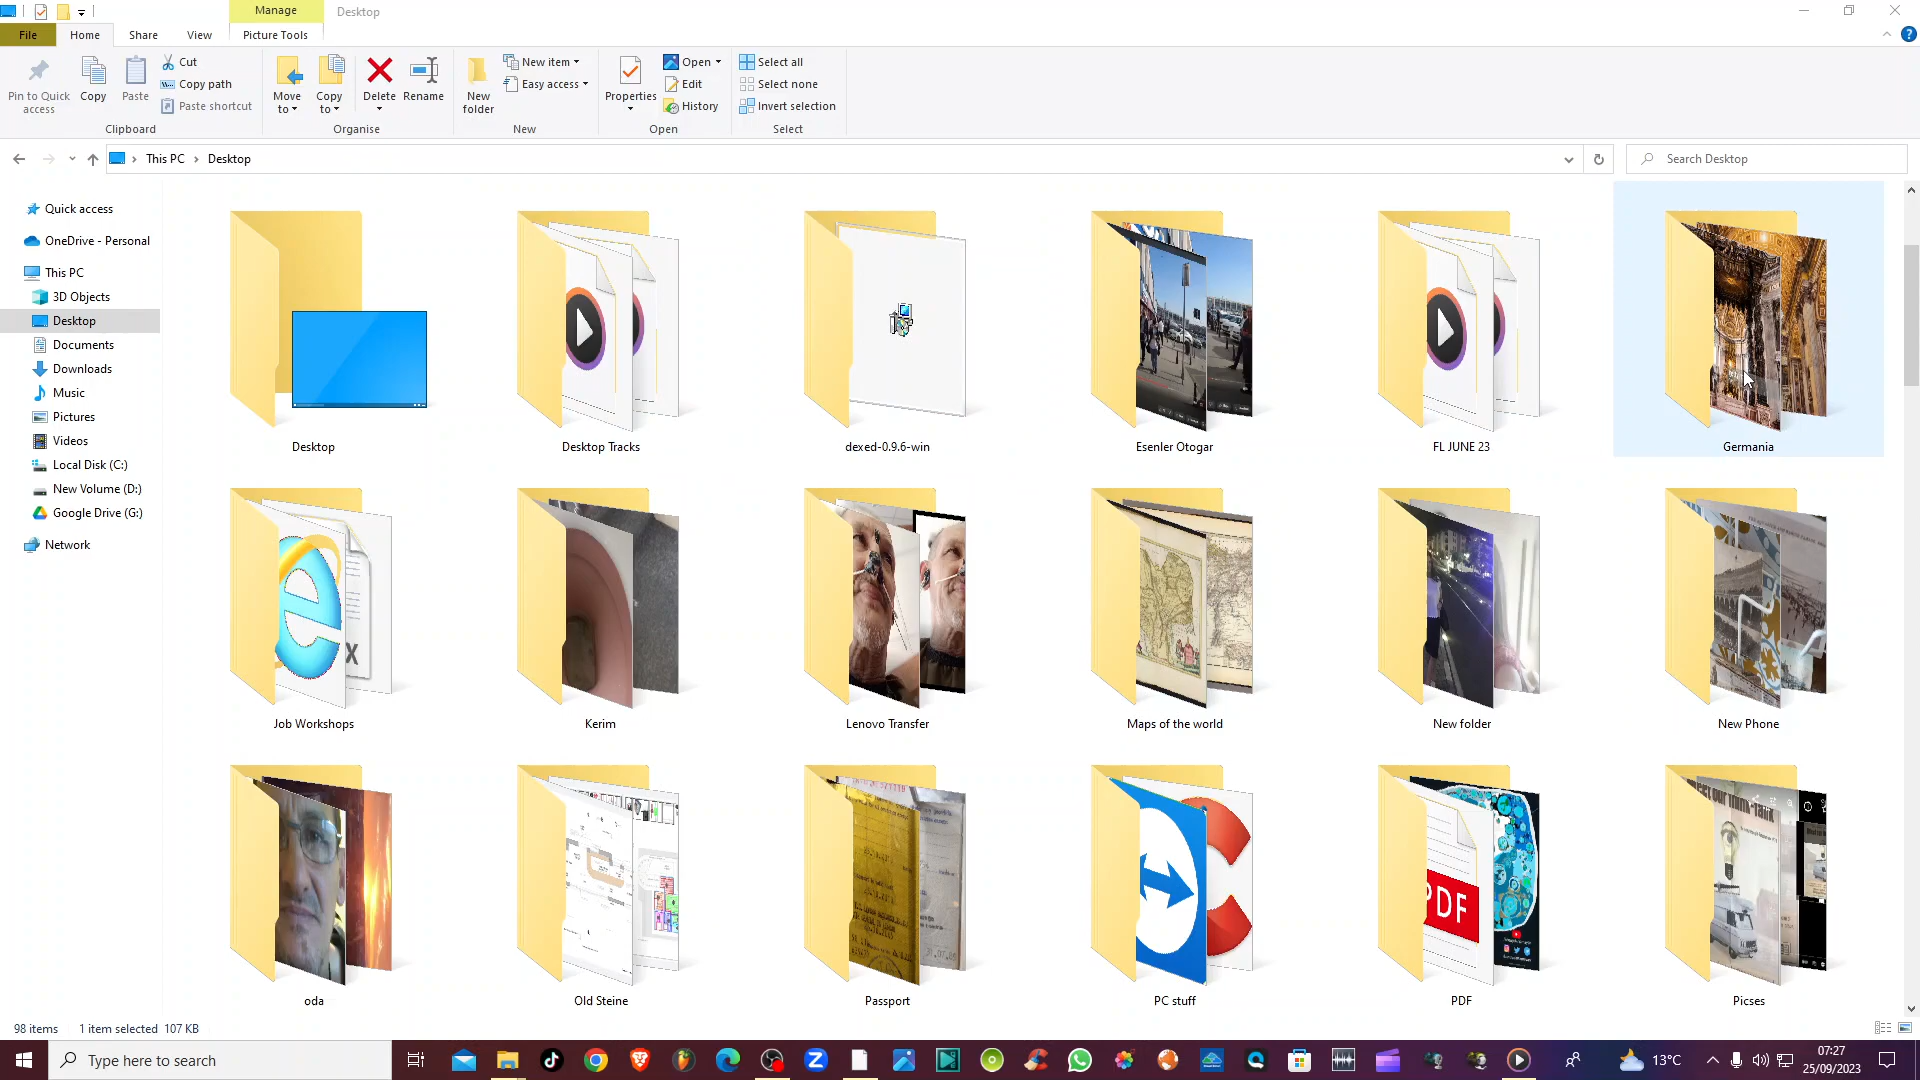 Manage
Desktop
File
Home
Share
View
Picture Tools
Pin to Quick access
Copy
Paste
Cut
Copy path
Paste shortcut
Clipboard
Move to
Copy to
Delete
Rename
Organise
New folder
New item
Easy access
New
Properties
Open
Edit
History
Open
Select all
Select none
Invert selection
Select
This PC
Desktop
Search Desktop
Quick access
OneDrive - Personal
This PC
3D Objects
Desktop
Documents
Downloads
Music
Pictures
Videos
Local Disk (C:)
New Volume (D:)
Google Drive (G:)
Network
Desktop
Desktop Tracks
dexed-0.9.6-win
Esenler Otogar
FL JUNE 23
Germania
Job Workshops
Kerim
Lenovo Transfer
Maps of the world
New folder
New Phone
PDF
oda
Old Steine
Passport
PC stuff
PDF
Picses
98 items
1 item selected 107 KB
Type here to search
13°C
07:27
25/09/2023